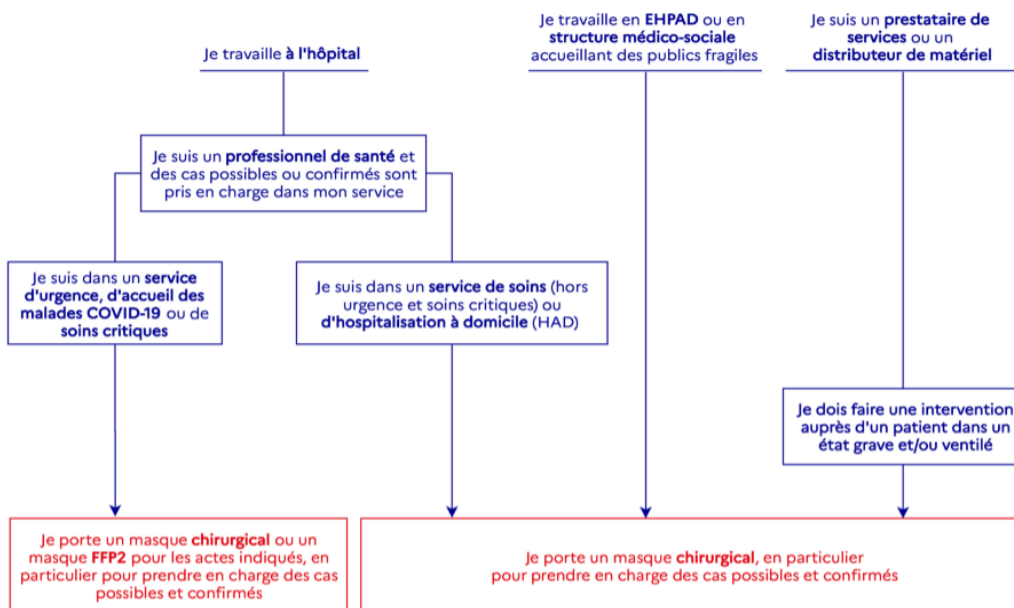 Je travaille à l'hôpital
Je travaille en EHPAD ou en
structure médico-sociale
accueillant des publics fragiles
Je suis un prestataire de
services ou un
distributeur de matériel
Je suis un professionnel de santé et
des cas possibles ou confirmés sont
pris en charge dans mon service
Je suis dans un service
d'urgence, d'accueil des
malades COVID-19 ou de
soins critiques
Je suis dans un service de soins (hors
urgence et soins critiques) ou
d'hospitalisation à domicile (HAD)
Je dois faire une intervention
auprès d'un patient dans un
état grave et/ou ventilé
Je porte un masque chirurgical ou un
masque FFP2 pour les actes indiqués, en
particulier pour prendre en charge des cas
possibles et confirmés
Je porte un masque chirurgical, en particulier
pour prendre en charge des cas possibles et confirmés